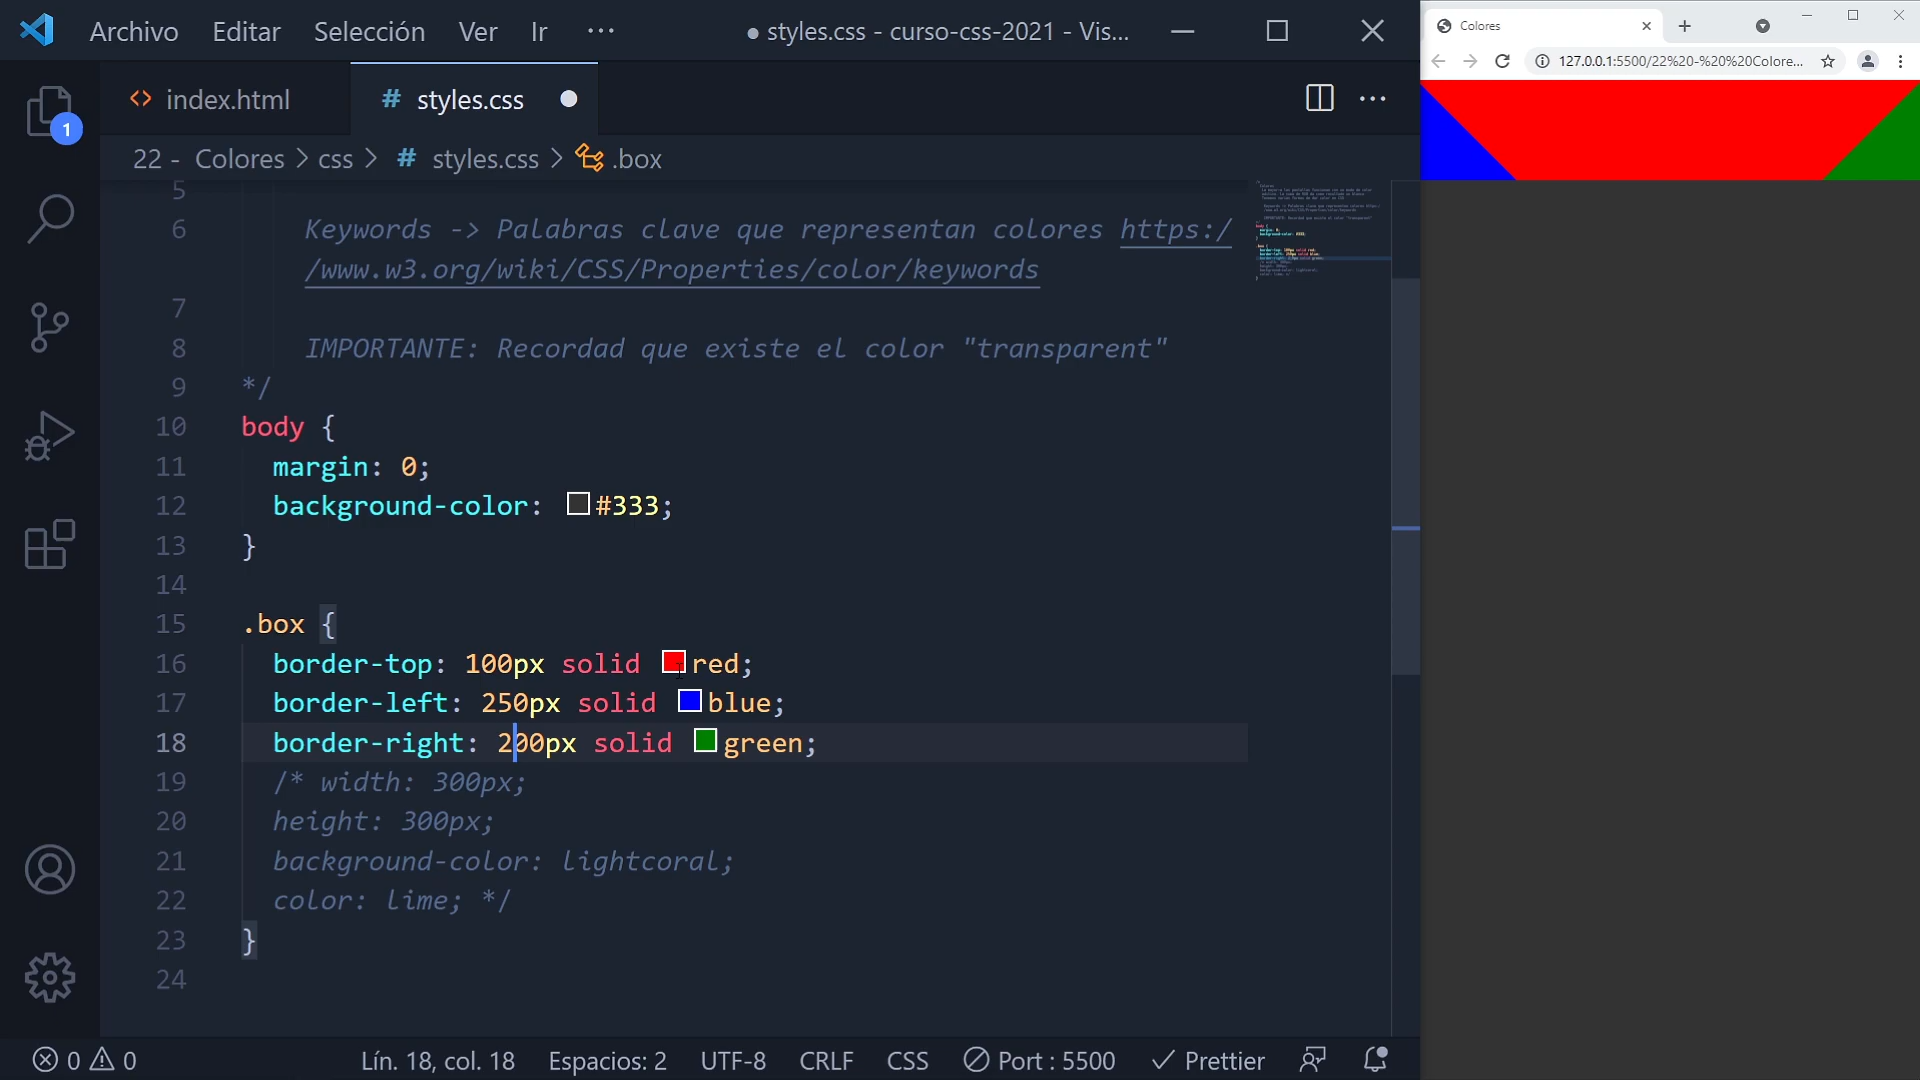 Archivo Editar Selección Ver Ir ··· ● styles.css - curso-css-2021 - Vis...
Colores
127.0.0.1:5500/22%20-%20%20Colore...
index.html
# styles.css
1
22 - Colores > css > # styles.css > .box
5
6 Keywords -> Palabras clave que representan colores https:/
/www.w3.org/wiki/CSS/Properties/color/keywords
7
8 IMPORTANTE: Recordad que existe el color "transparent"
9 */
10 body {
11 margin: 0;
12 background-color: #333;
13 }
14
15 .box {
16 border-top: 100px solid red;
17 border-left: 250px solid blue;
18 border-right: 200px solid green;
19 /* width: 300px;
20 height: 300px;
21 background-color: lightcoral;
22 color: lime; */
23 }
24
0 0 Lín. 18, col. 18 Espacios: 2 UTF-8 CRLF CSS Port : 5500 Prettier